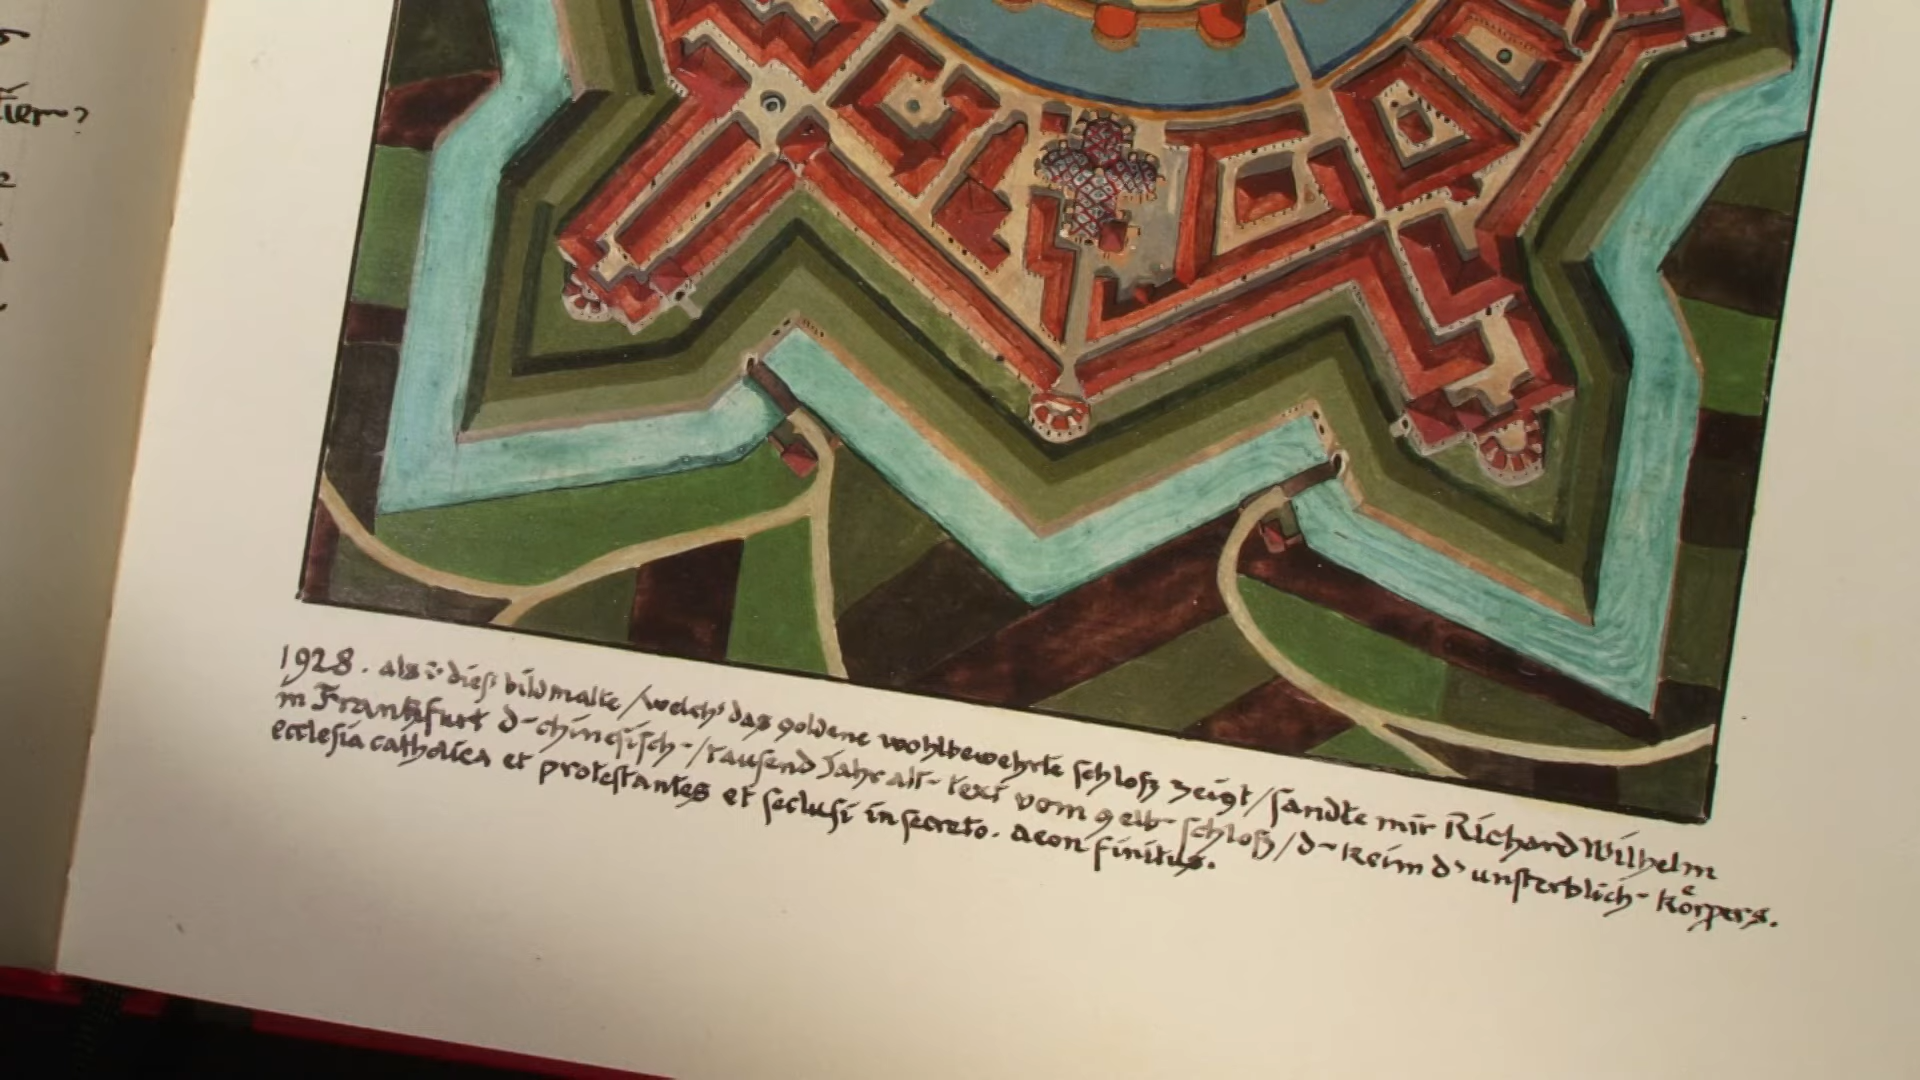 tier?
1928. als i' dies bild malte / welch' das goldene wohlbewehrte schloß zeigt / sandte mir Richard Wilhelm
in Frankfurt d- chinesisch- / tausend Jahr alt- text vom gelb- schloß / d- keim d' unsterblich- körpers.
ecclesia catholica et protestantes et seclusi in secreto. aeon finitus.